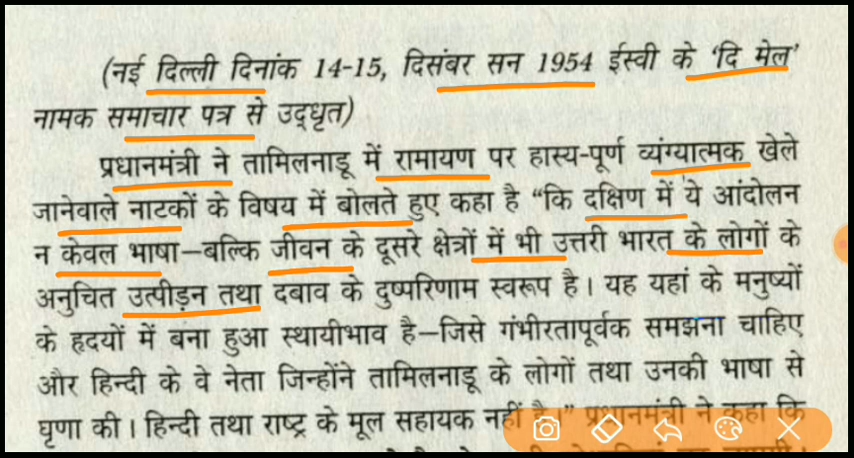 (नई दिल्ली दिनांक 14-15, दिसंबर सन 1954 ईस्वी के 'दि मेल'
नामक समाचार पत्र से उद्धृत)
प्रधानमंत्री ने तामिलनाडू में रामायण पर हास्य-पूर्ण व्यंग्यात्मक खेले
जानेवाले नाटकों के विषय में बोलते हुए कहा है “कि दक्षिण में ये आंदोलन
न केवल भाषा—बल्कि जीवन के दूसरे क्षेत्रों में भी उत्तरी भारत के लोगों के
अनुचित उत्पीड़न तथा दबाव के दुष्परिणाम स्वरूप है। यह यहां के मनुष्यों
के हृदयों में बना हुआ स्थायीभाव है—जिसे गंभीरतापूर्वक समझना चाहिए
और हिन्दी के वे नेता जिन्होंने तामिलनाडू के लोगों तथा उनकी भाषा से
घृणा की। हिन्दी तथा राष्ट्र के मूल सहायक नहीं है।” प्रधानमंत्री ने कहा कि